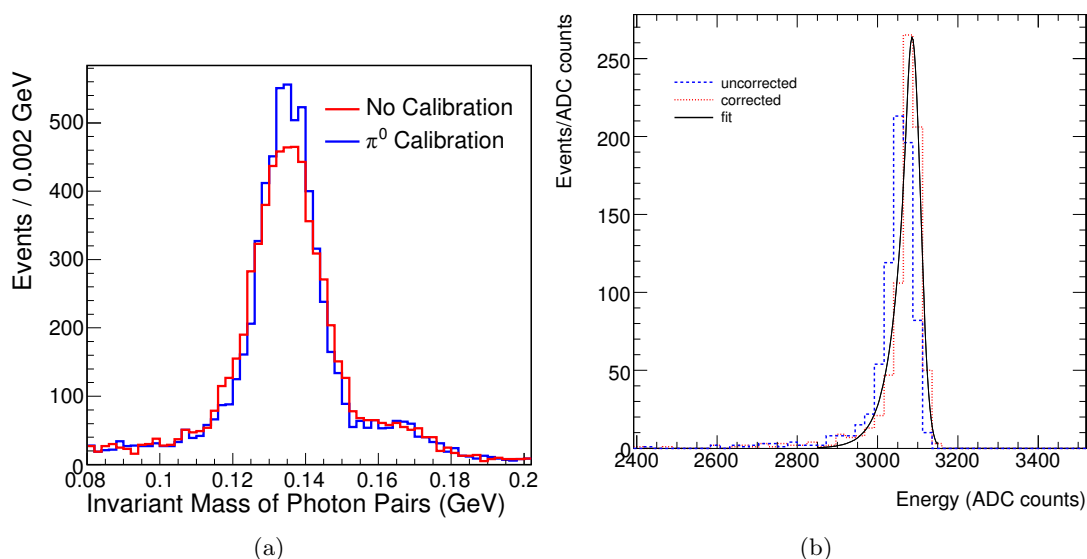 Events / 0.002 GeV
500
400
300
200
100
0
0.08 0.1 0.12 0.14 0.16 0.18 0.2
Invariant Mass of Photon Pairs (GeV)
No Calibration
π⁰ Calibration
(a)
Events/ADC counts
250
200
150
100
50
0
2400 2600 2800 3000 3200 3400
Energy (ADC counts)
uncorrected
corrected
fit
(b)